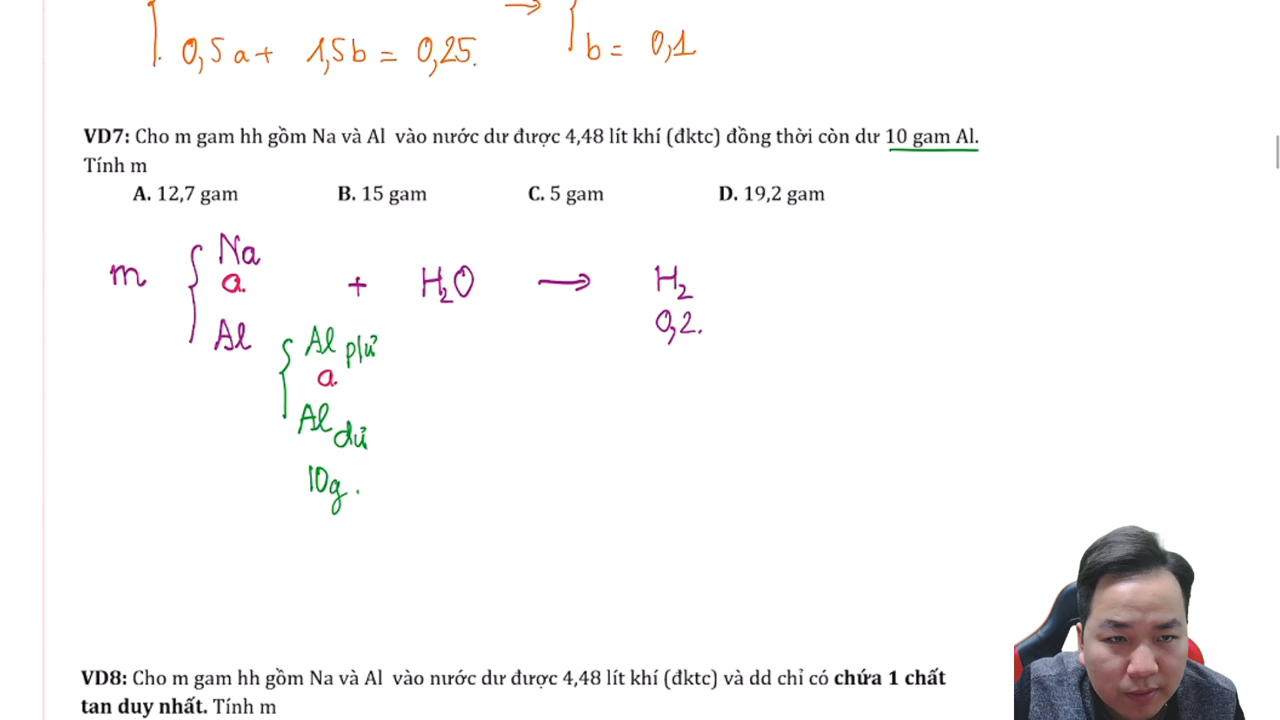 0,5a + 1,5b = 0,25. → b = 0,1
VD7: Cho m gam hh gồm Na và Al vào nước dư được 4,48 lít khí (đktc) đồng thời còn dư 10 gam Al.
Tính m
A. 12,7 gam B. 15 gam C. 5 gam D. 19,2 gam
Na
m a. + H₂O → H₂
Al 0,2.
Al pứ
a.
Al dư
10g.
VD8: Cho m gam hh gồm Na và Al vào nước dư được 4,48 lít khí (đktc) và dd chỉ có chứa 1 chất
tan duy nhất. Tính m